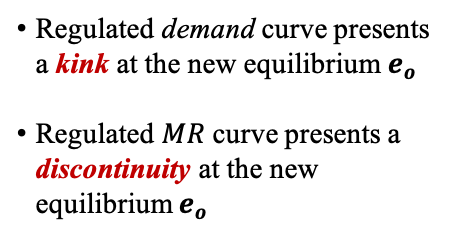 • Regulated demand curve presents
a kink at the new equilibrium eₒ
• Regulated MR curve presents a
discontinuity at the new
equilibrium eₒ